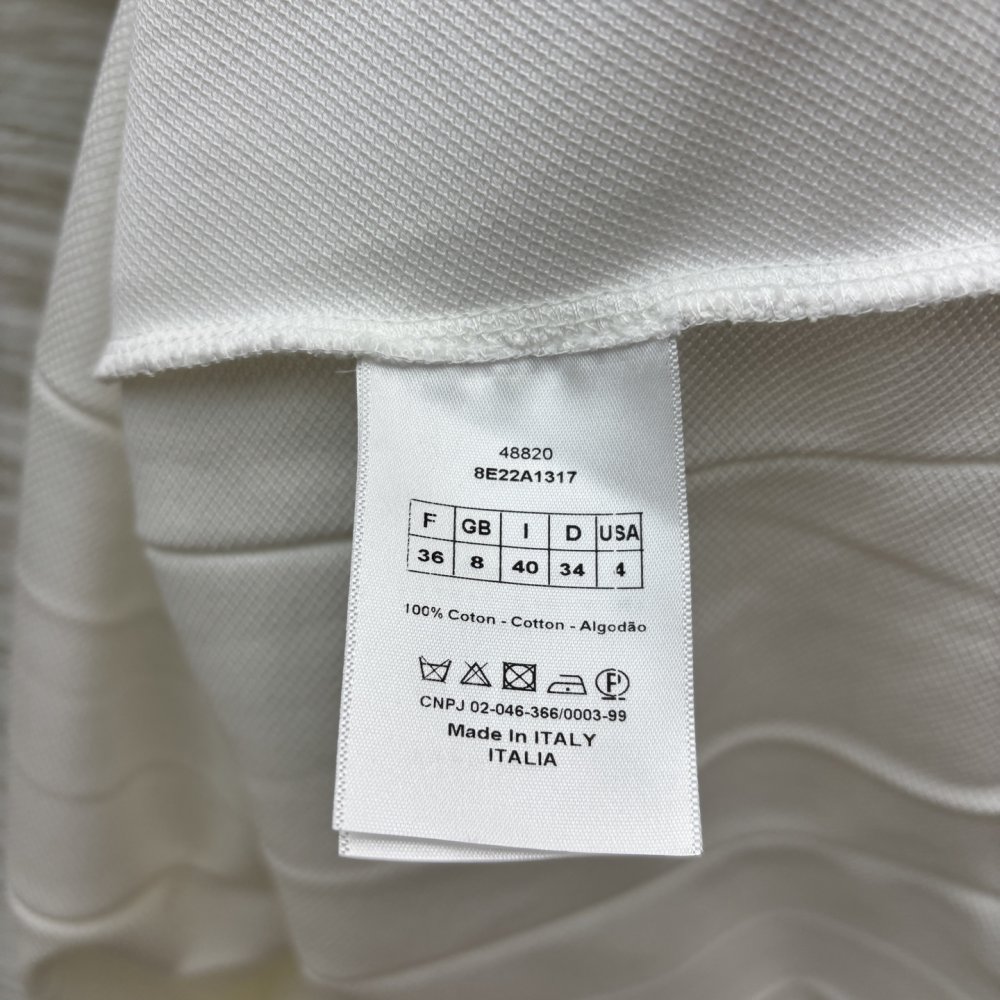 48820
8E22A1317
F GB I D USA
36 8 40 34 4
100% Coton - Cotton - Algodão
P
CNPJ 02-046-366/0003-99
Made In ITALY
ITALIA